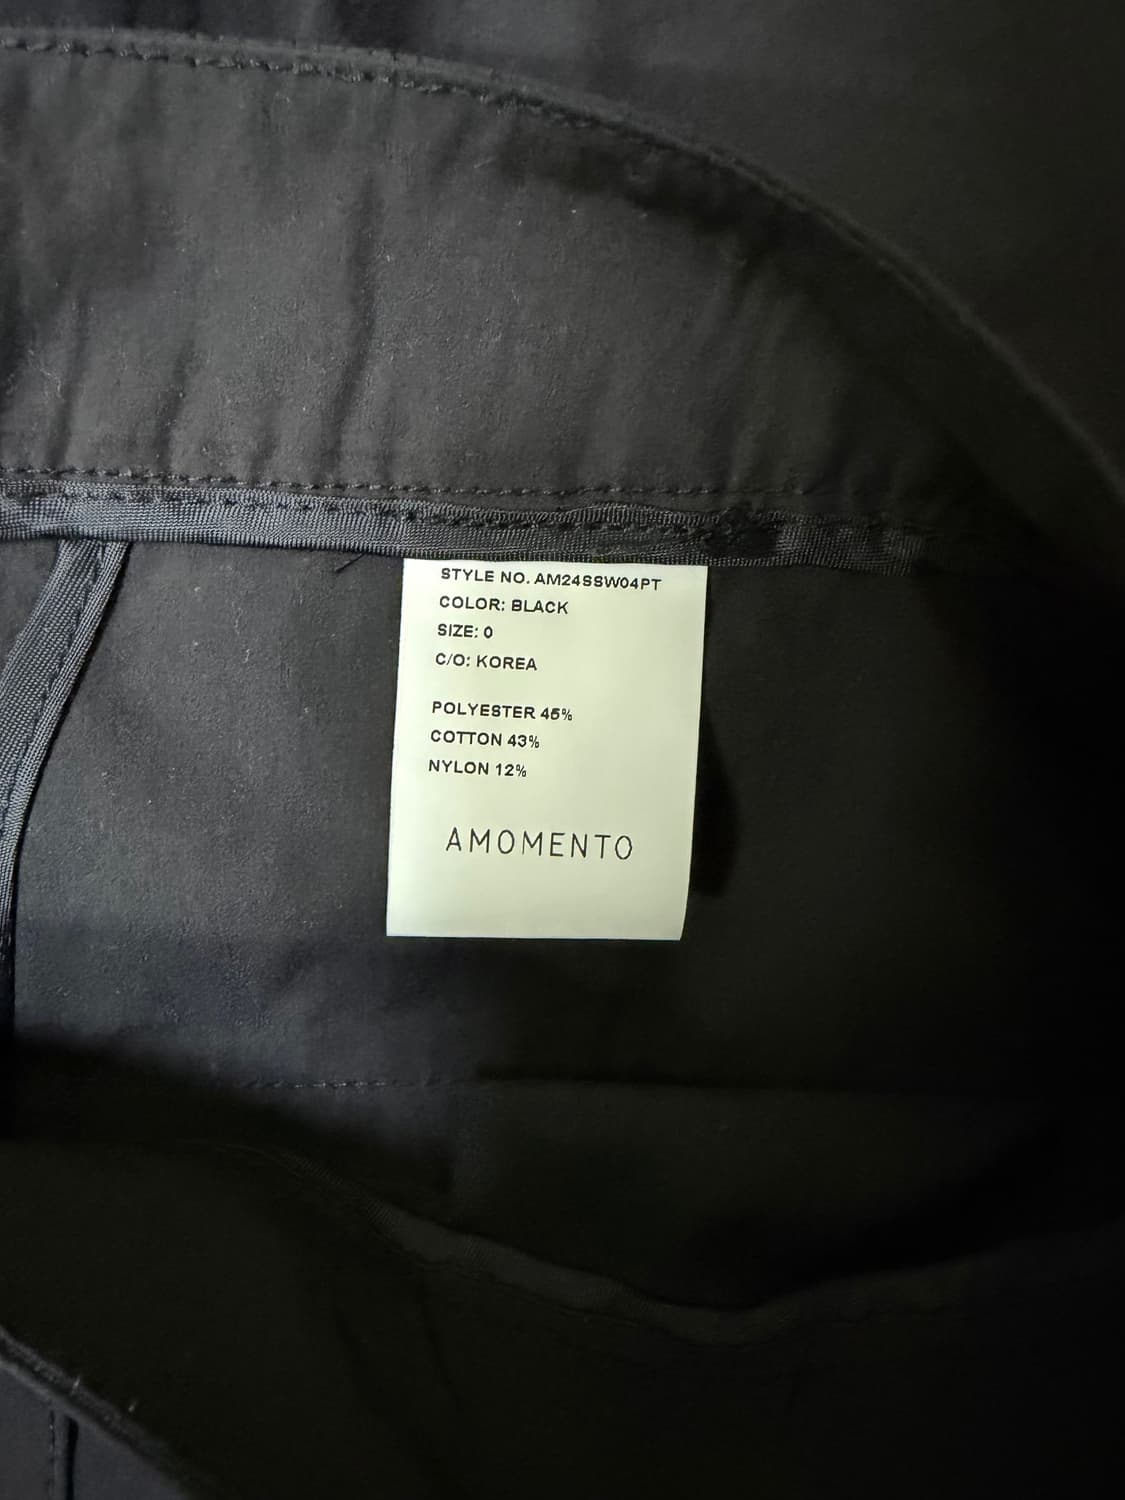 STYLE NO. AM24SSW04PT
COLOR: BLACK
SIZE: 0
C/O: KOREA
POLYESTER 45%
COTTON 43%
NYLON 12%
AMOMENTO